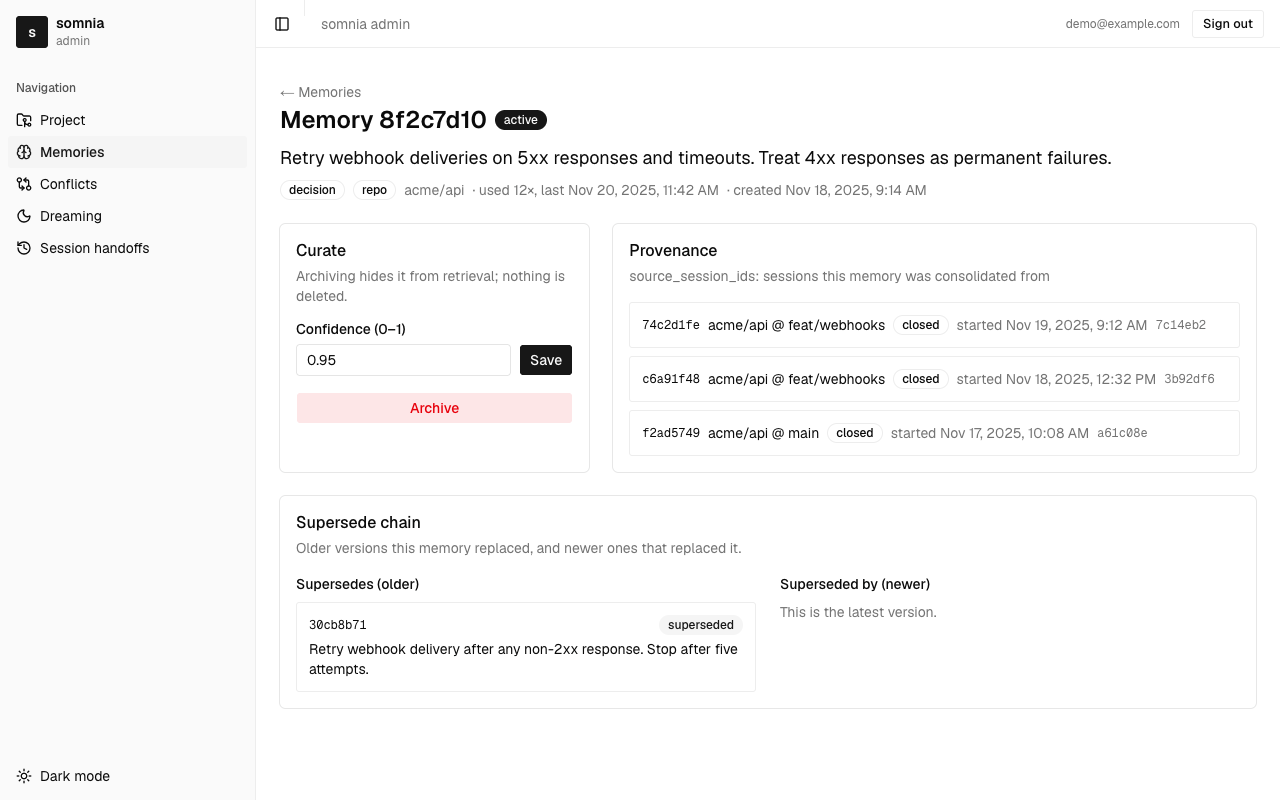 s
somnia
admin
Navigation
Project
Memories
Conflicts
Dreaming
Session handoffs
Dark mode
somnia admin
demo@example.com
Sign out
← Memories
Memory 8f2c7d10 active
Retry webhook deliveries on 5xx responses and timeouts. Treat 4xx responses as permanent failures.
decision repo acme/api · used 12×, last Nov 20, 2025, 11:42 AM · created Nov 18, 2025, 9:14 AM
Curate
Archiving hides it from retrieval; nothing is
deleted.
Confidence (0–1)
0.95 Save
Archive
Provenance
source_session_ids: sessions this memory was consolidated from
74c2d1fe acme/api @ feat/webhooks closed started Nov 19, 2025, 9:12 AM 7c14eb2
c6a91f48 acme/api @ feat/webhooks closed started Nov 18, 2025, 12:32 PM 3b92df6
f2ad5749 acme/api @ main closed started Nov 17, 2025, 10:08 AM a61c08e
Supersede chain
Older versions this memory replaced, and newer ones that replaced it.
Supersedes (older)
30cb8b71 superseded
Retry webhook delivery after any non-2xx response. Stop after five
attempts.
Superseded by (newer)
This is the latest version.